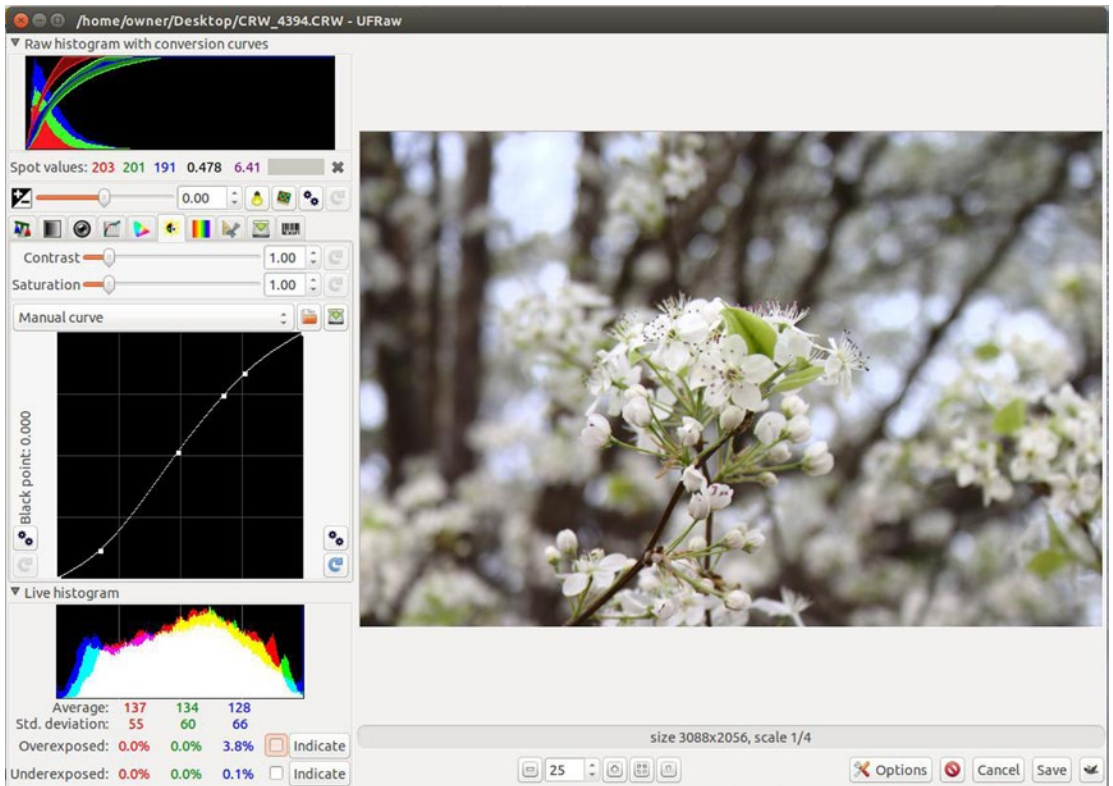 /home/owner/Desktop/CRW_4394.CRW - UFRaw
Raw histogram with conversion curves
Spot values: 203 201 191 0.478 6.41
0.00
Contrast 1.00
Saturation 1.00
Manual curve
Black point: 0.000
Live histogram
Average: 137 134 128
Std. deviation: 55 60 66
Overexposed: 0.0% 0.0% 3.8% Indicate
Underexposed: 0.0% 0.0% 0.1% Indicate
size 3088x2056, scale 1/4
25 Options Cancel Save